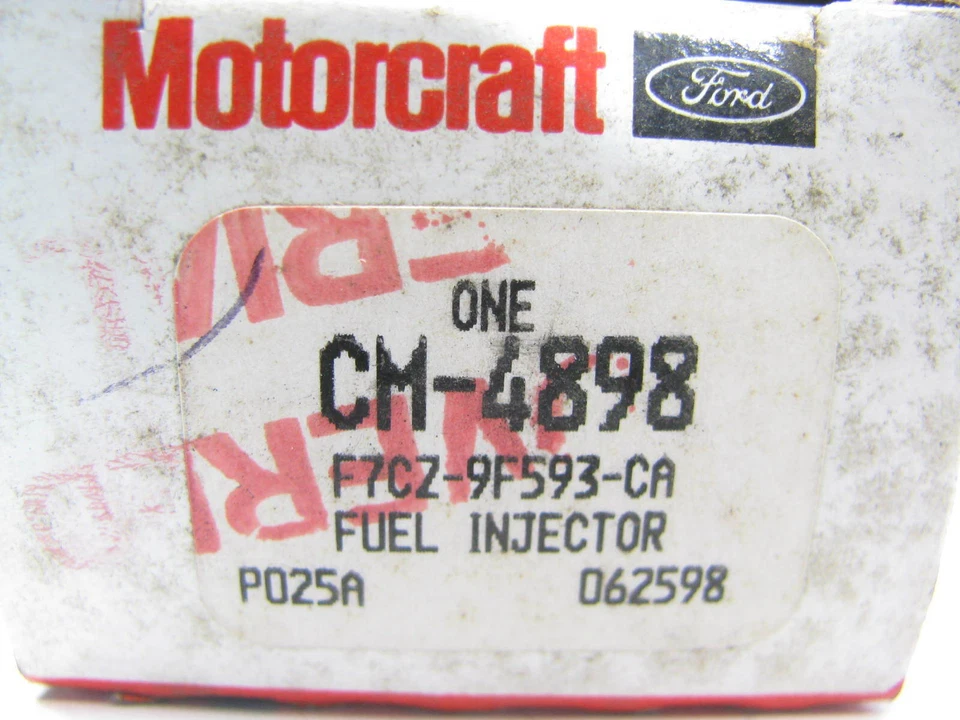 Motorcraft Ford
ONE
CM-4898
F7CZ-9F593-CA
FUEL INJECTOR
P025A 062598